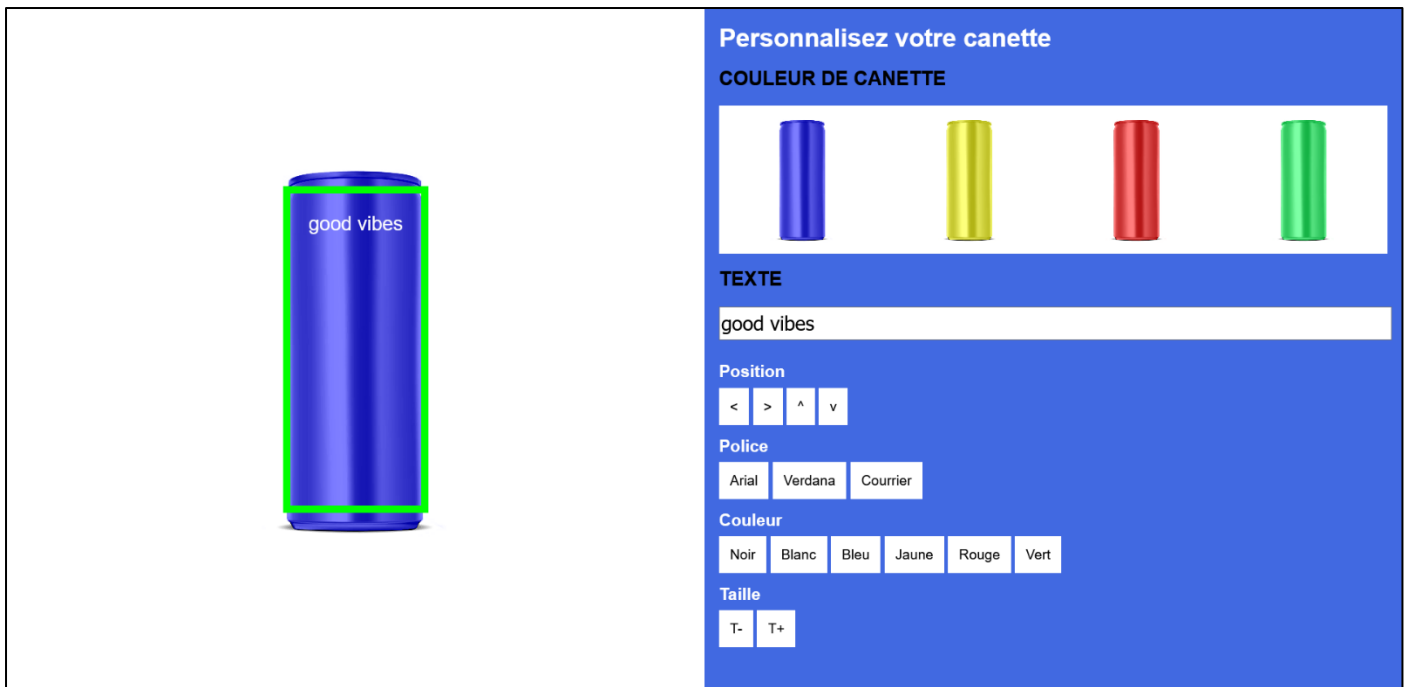 good vibes
Personnalisez votre canette
COULEUR DE CANETTE
TEXTE
good vibes
Position
< > ^ v
Police
Arial Verdana Courrier
Couleur
Noir Blanc Bleu Jaune Rouge Vert
Taille
T- T+